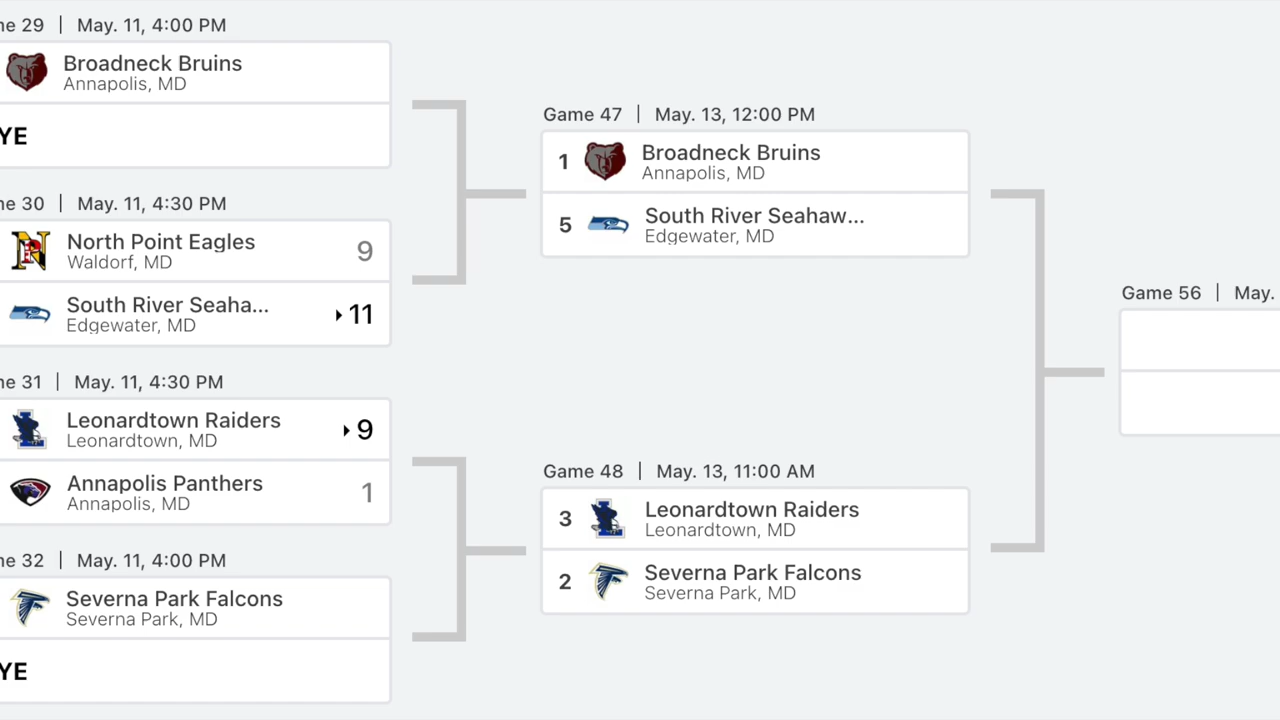 ne 29 | May. 11, 4:00 PM
Broadneck Bruins
Annapolis, MD
YE
ne 30 | May. 11, 4:30 PM
North Point Eagles 9
Waldorf, MD
South River Seaha... 11
Edgewater, MD
ne 31 | May. 11, 4:30 PM
Leonardtown Raiders 9
Leonardtown, MD
Annapolis Panthers 1
Annapolis, MD
ne 32 | May. 11, 4:00 PM
Severna Park Falcons
Severna Park, MD
YE
Game 47 | May. 13, 12:00 PM
1 Broadneck Bruins
Annapolis, MD
5 South River Seahaw...
Edgewater, MD
Game 48 | May. 13, 11:00 AM
3 Leonardtown Raiders
Leonardtown, MD
2 Severna Park Falcons
Severna Park, MD
Game 56 | May.